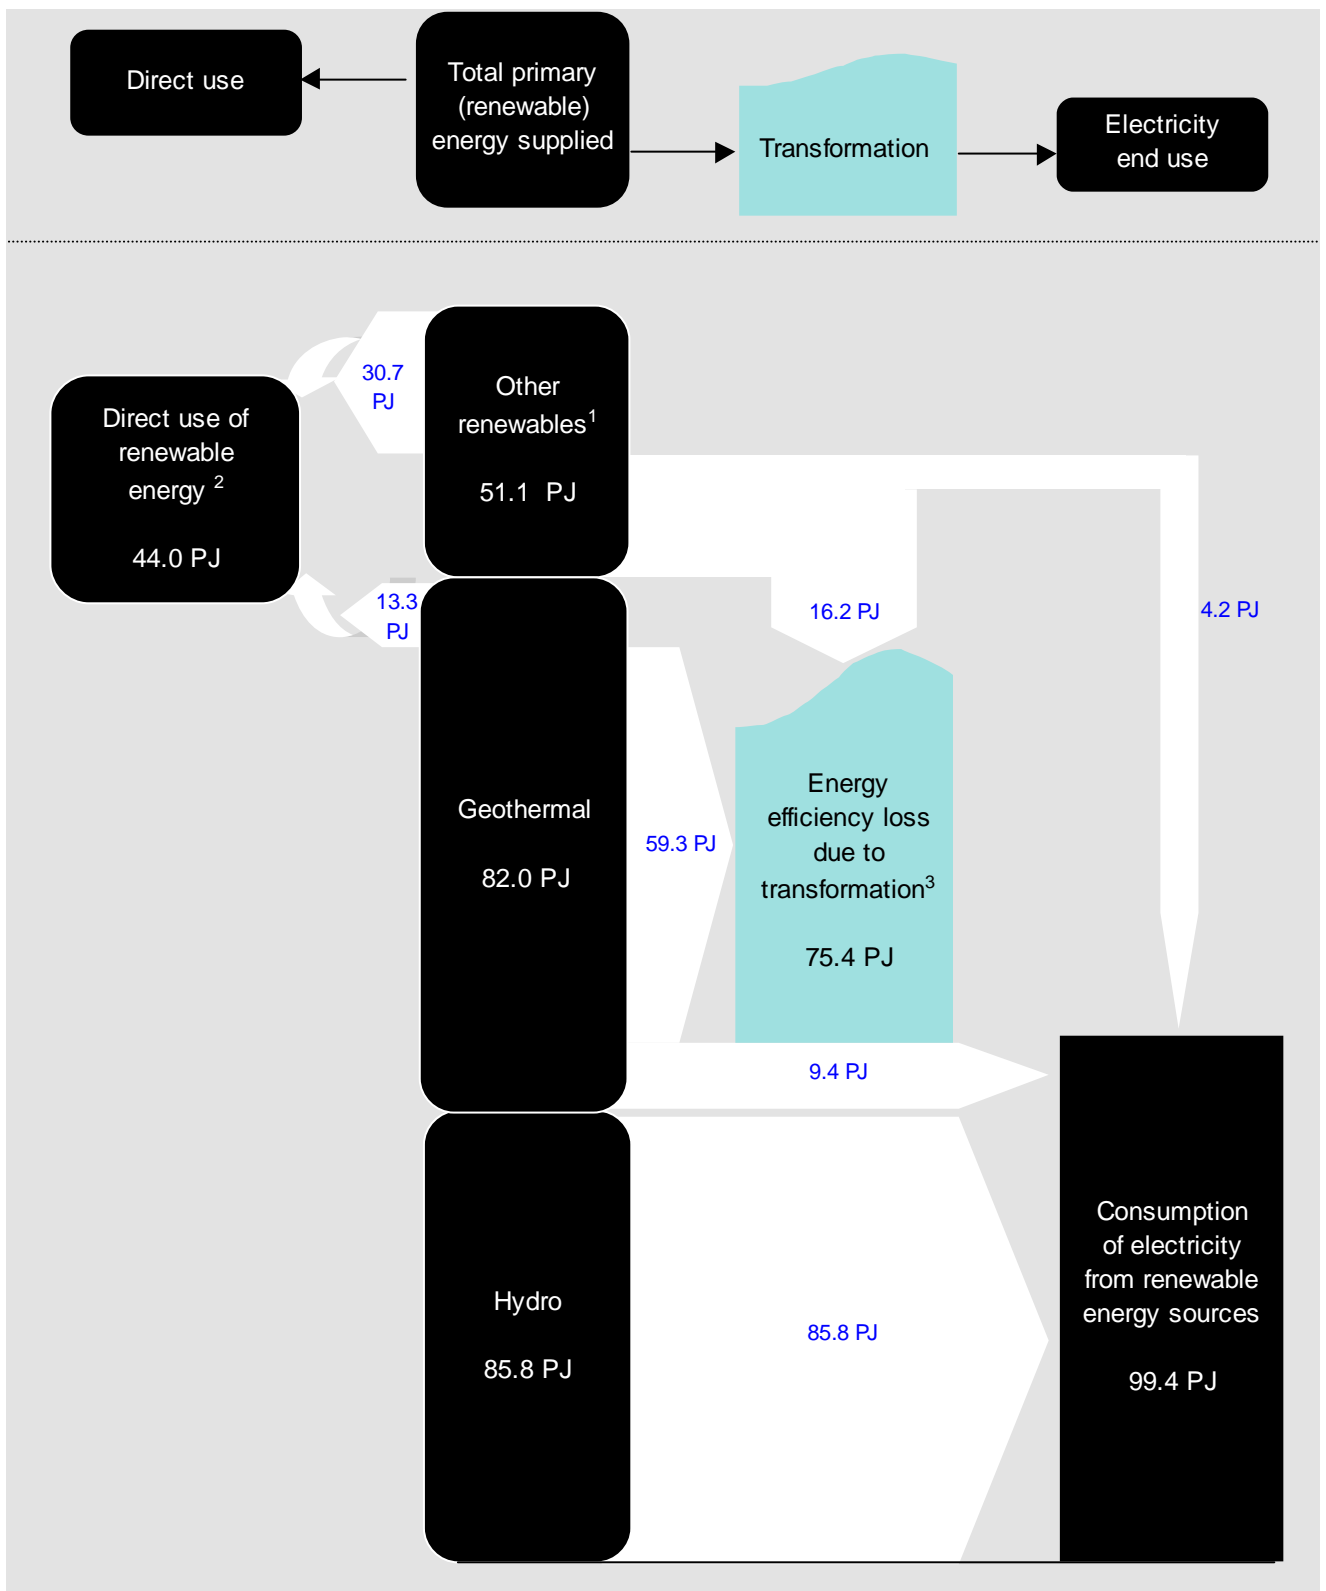 Direct use
Total primary
(renewable)
energy supplied
Transformation
Electricity
end use
30.7
PJ
Other
renewables1
51.1 PJ
Direct use of
renewable
energy 2
44.0 PJ
13.3
PJ
16.2 PJ
4.2 PJ
Geothermal
82.0 PJ
59.3 PJ
Energy
efficiency loss
due to
transformation3
75.4 PJ
9.4 PJ
Hydro
85.8 PJ
85.8 PJ
Consumption
of electricity
from renewable
energy sources
99.4 PJ